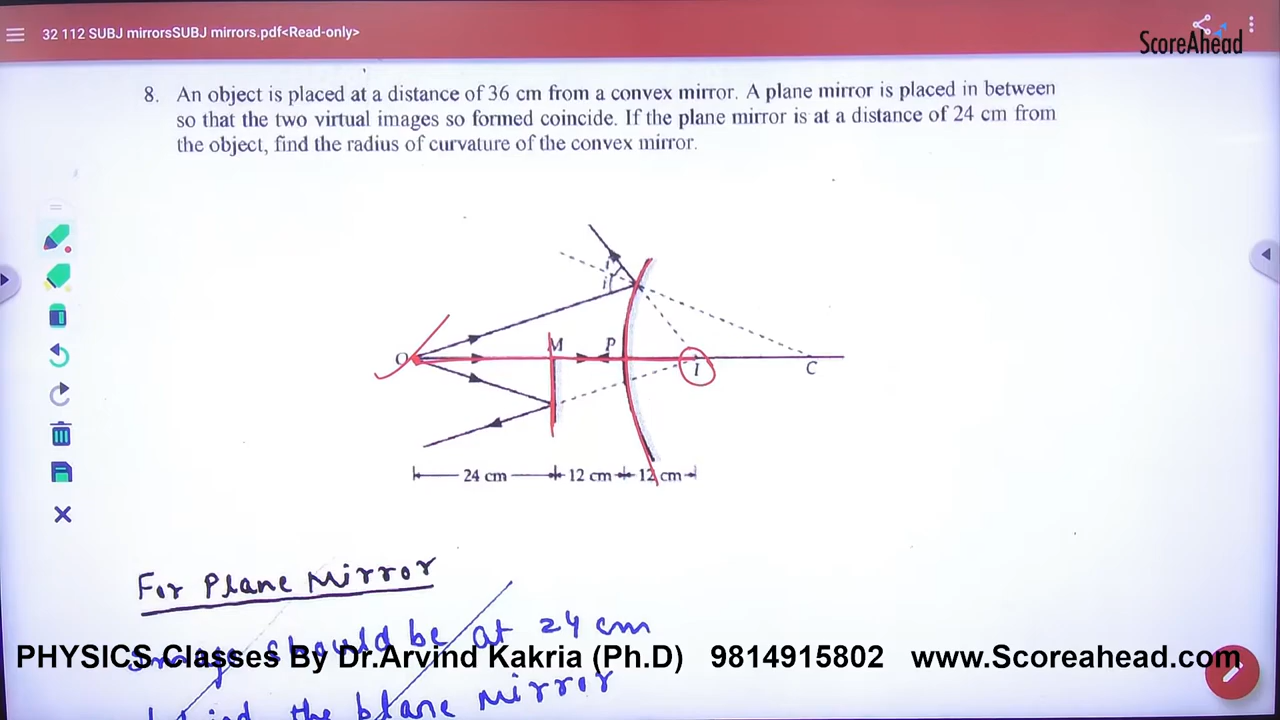 32 112 SUBJ mirrorsSUBJ mirrors.pdf<Read-only>
ScoreAhead
8. An object is placed at a distance of 36 cm from a convex mirror. A plane mirror is placed in between
so that the two virtual images so formed coincide. If the plane mirror is at a distance of 24 cm from
the object, find the radius of curvature of the convex mirror.
i
O
M
P
I
C
24 cm
12 cm
12 cm
For Plane Mirror
image should be at 24 cm
PHYSICS Classes By Dr.Arvind Kakria (Ph.D) 9814915802 www.Scoreahead.com
the plane mirror